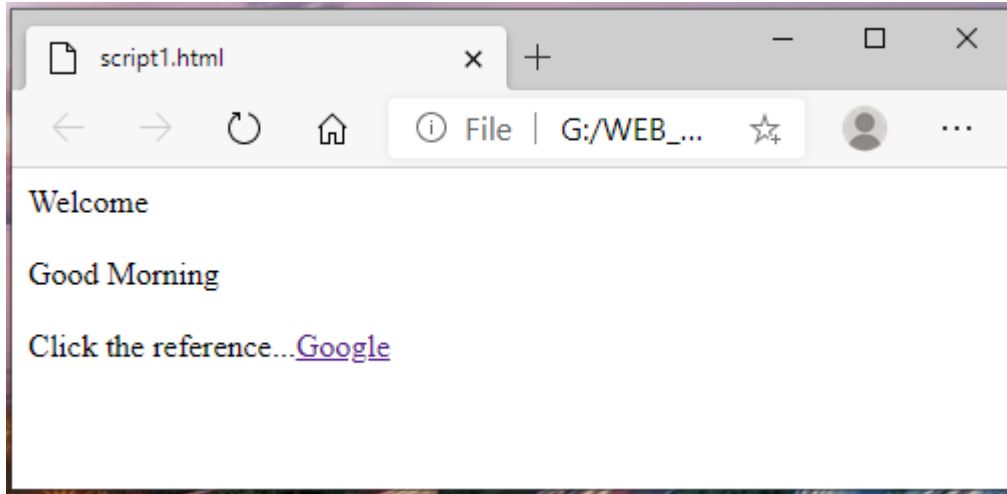 script1.html
File G:/WEB_...
Welcome
Good Morning
Click the reference...Google